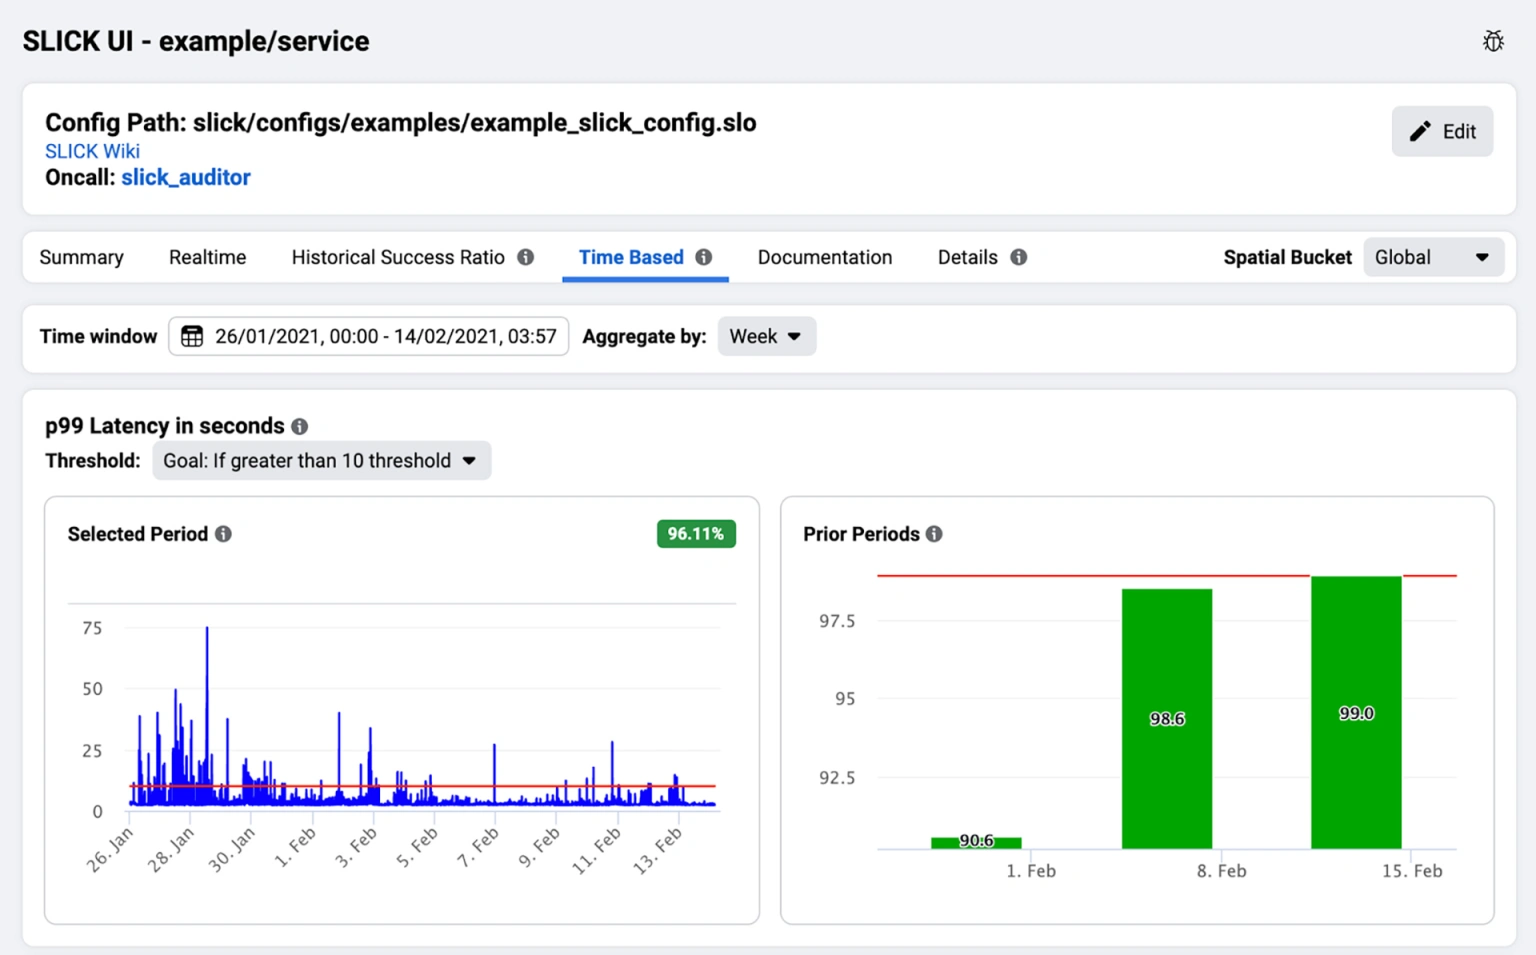 SLICK UI - example/service
Config Path: slick/configs/examples/example_slick_config.slo
SLICK Wiki
Oncall: slick_auditor
Edit
Summary Realtime Historical Success Ratio Time Based Documentation Details Spatial Bucket Global
Time window 26/01/2021, 00:00 - 14/02/2021, 03:57 Aggregate by: Week
p99 Latency in seconds
Threshold: Goal: If greater than 10 threshold
Selected Period 96.11%
75
50
25
0
26. Jan 28. Jan 30. Jan 1. Feb 3. Feb 5. Feb 7. Feb 9. Feb 11. Feb 13. Feb
Prior Periods
97.5
95
92.5
90.6 98.6 99.0
1. Feb 8. Feb 15. Feb